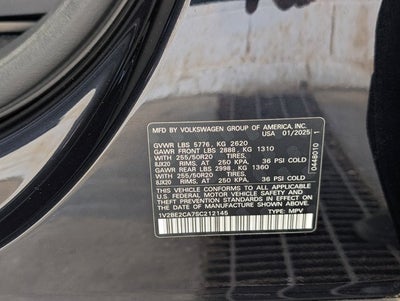 MFD. BY VOLKSWAGEN GROUP OF AMERICA, INC.
USA 01/2025
GVWR LBS 5776, KG 2620
GAWR FRONT LBS 2888, KG 1310
WITH 255/50R20 TIRES,
8JX20 RIMS, AT 250 KPA, 36 PSI COLD
GAWR REAR LBS 2998, KG 1360
WITH 255/50R20 TIRES,
8JX20 RIMS, AT 250 KPA, 36 PSI COLD
THIS VEHICLE CONFORMS TO ALL APPLICABLE
FEDERAL MOTOR VEHICLE SAFETY AND
THEFT PREVENTION STANDARDS IN EFFECT ON THE
DATE OF MANUFACTURE SHOWN ABOVE.
1V2BE2CA7SC212145 TYPE: MPV
0448010 1